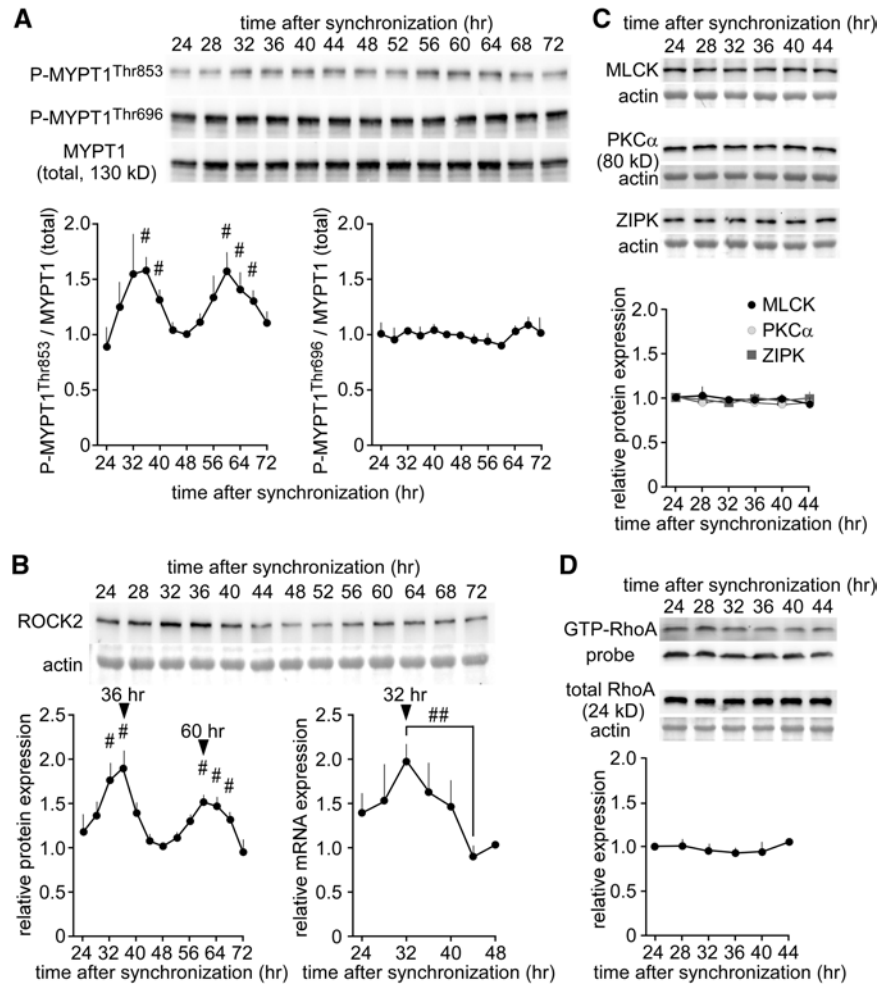 A
time after synchronization (hr)
24 28 32 36 40 44 48 52 56 60 64 68 72
P-MYPT1Thr853
P-MYPT1Thr696
MYPT1
(total, 130 kD)
P-MYPT1Thr853 / MYPT1 (total)
2.0
1.5
1.0
0.5
0
# # # # #
24 32 40 48 56 64 72
P-MYPT1Thr696 / MYPT1 (total)
2.0
1.5
1.0
0.5
0
24 32 40 48 56 64 72
time after synchronization (hr)
B
time after synchronization (hr)
24 28 32 36 40 44 48 52 56 60 64 68 72
ROCK2
actin
relative protein expression
2.5
2.0
1.5
1.0
0.5
0
36 hr
# #
60 hr
# # #
24 32 40 48 56 64 72
time after synchronization (hr)
relative mRNA expression
2.5
2.0
1.5
1.0
0.5
0
32 hr
##
24 32 40 48
time after synchronization (hr)
C
time after synchronization (hr)
24 28 32 36 40 44
MLCK
actin
PKCα
(80 kD)
actin
ZIPK
actin
relative protein expression
2.0
1.5
1.0
0.5
0
MLCK
PKCα
ZIPK
24 28 32 36 40 44
time after synchronization (hr)
D
time after synchronization (hr)
24 28 32 36 40 44
GTP-RhoA
probe
total RhoA
(24 kD)
actin
relative expression
2.0
1.5
1.0
0.5
0
24 28 32 36 40 44
time after synchronization (hr)